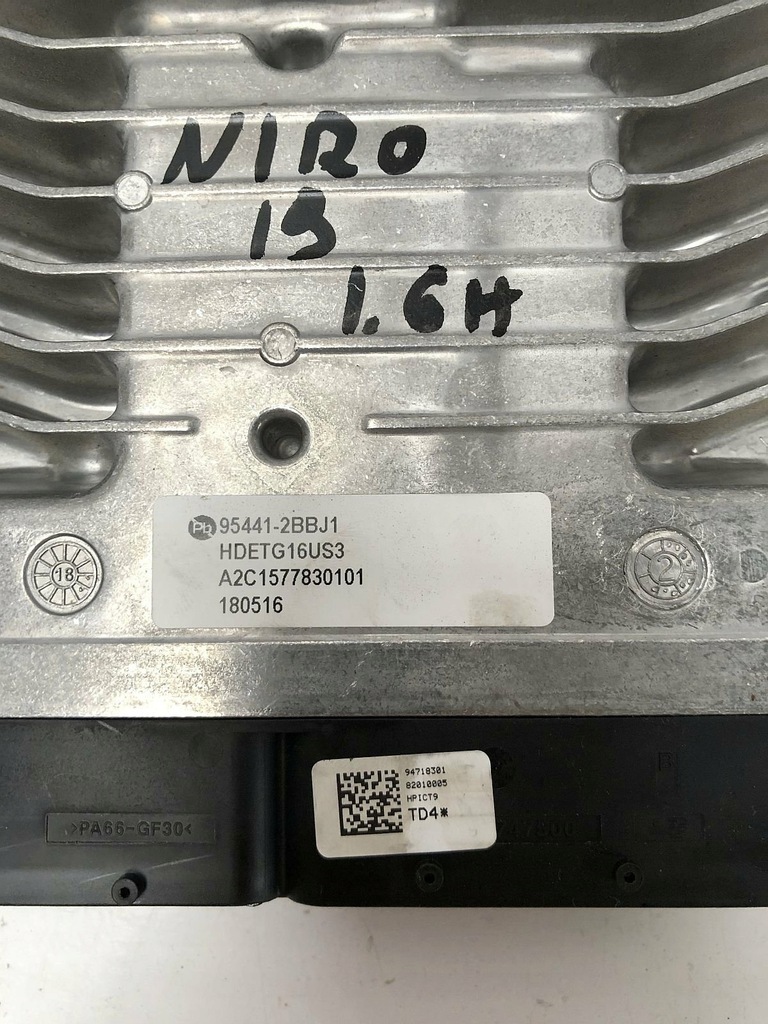 NIRO
19
1.6H
Pb 95441-2BBJ1
HDETG16US3
A2C1577830101
180516
18
2
94718301
82010005
HPICT9
TD4*
>PA66-GF30<